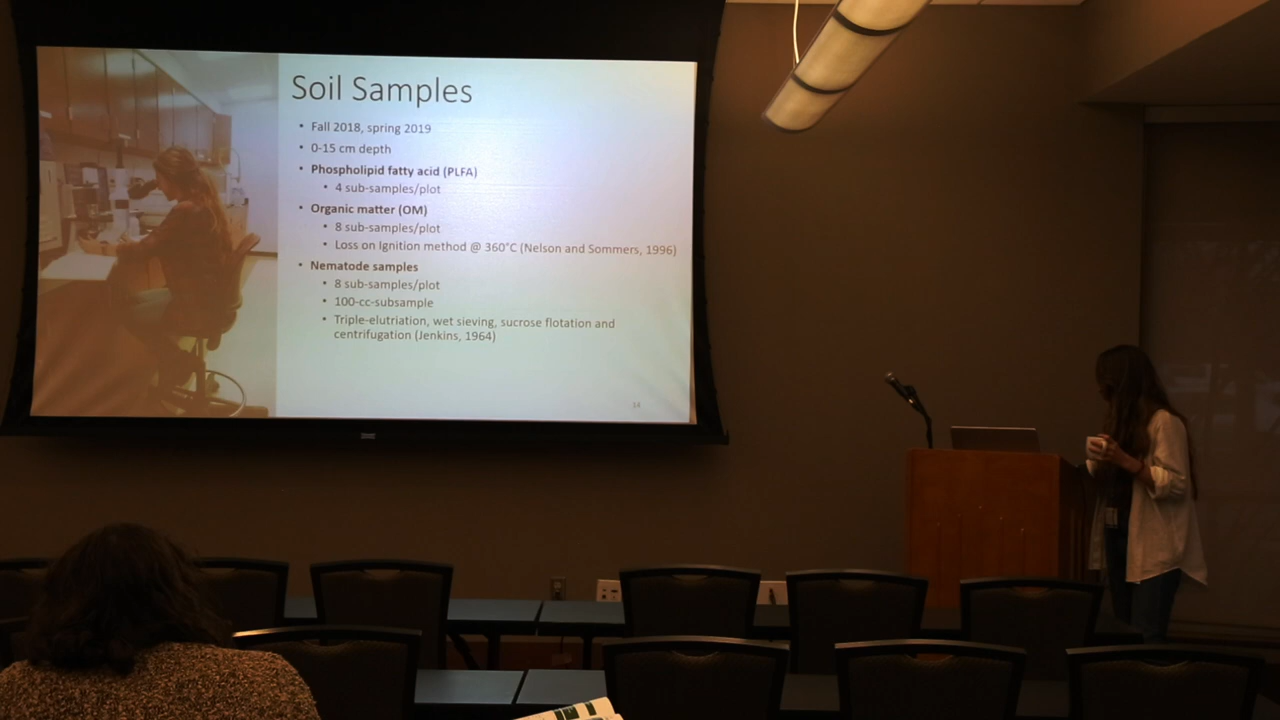 Soil Samples
• Fall 2018, spring 2019
• 0-15 cm depth
• Phospholipid fatty acid (PLFA)
• 4 sub-samples/plot
• Organic matter (OM)
• 8 sub-samples/plot
• Loss on Ignition method @ 360°C (Nelson and Sommers, 1996)
• Nematode samples
• 8 sub-samples/plot
• 100-cc-subsample
• Triple-elutriation, wet sieving, sucrose flotation and
centrifugation (Jenkins, 1964)
14